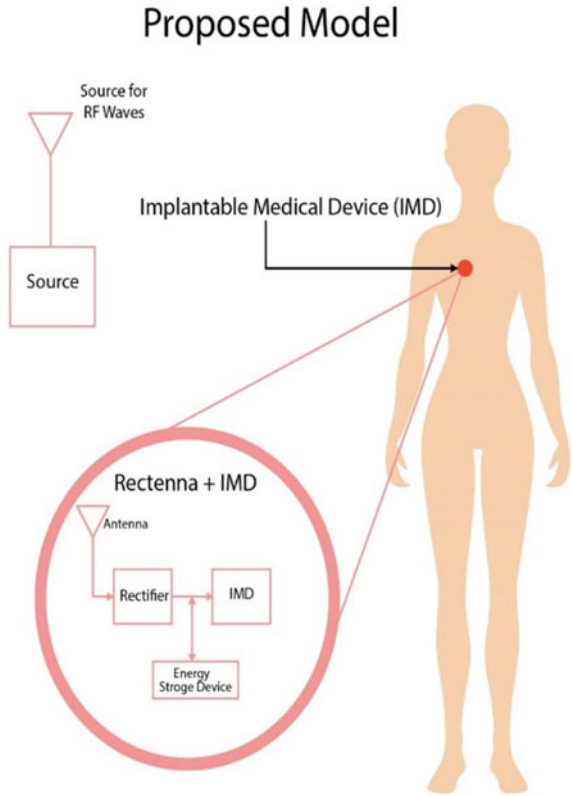 Proposed Model
Source for
RF Waves
Implantable Medical Device (IMD)
Source
Rectenna + IMD
Antenna
Rectifier
IMD
Energy
Stroge Device